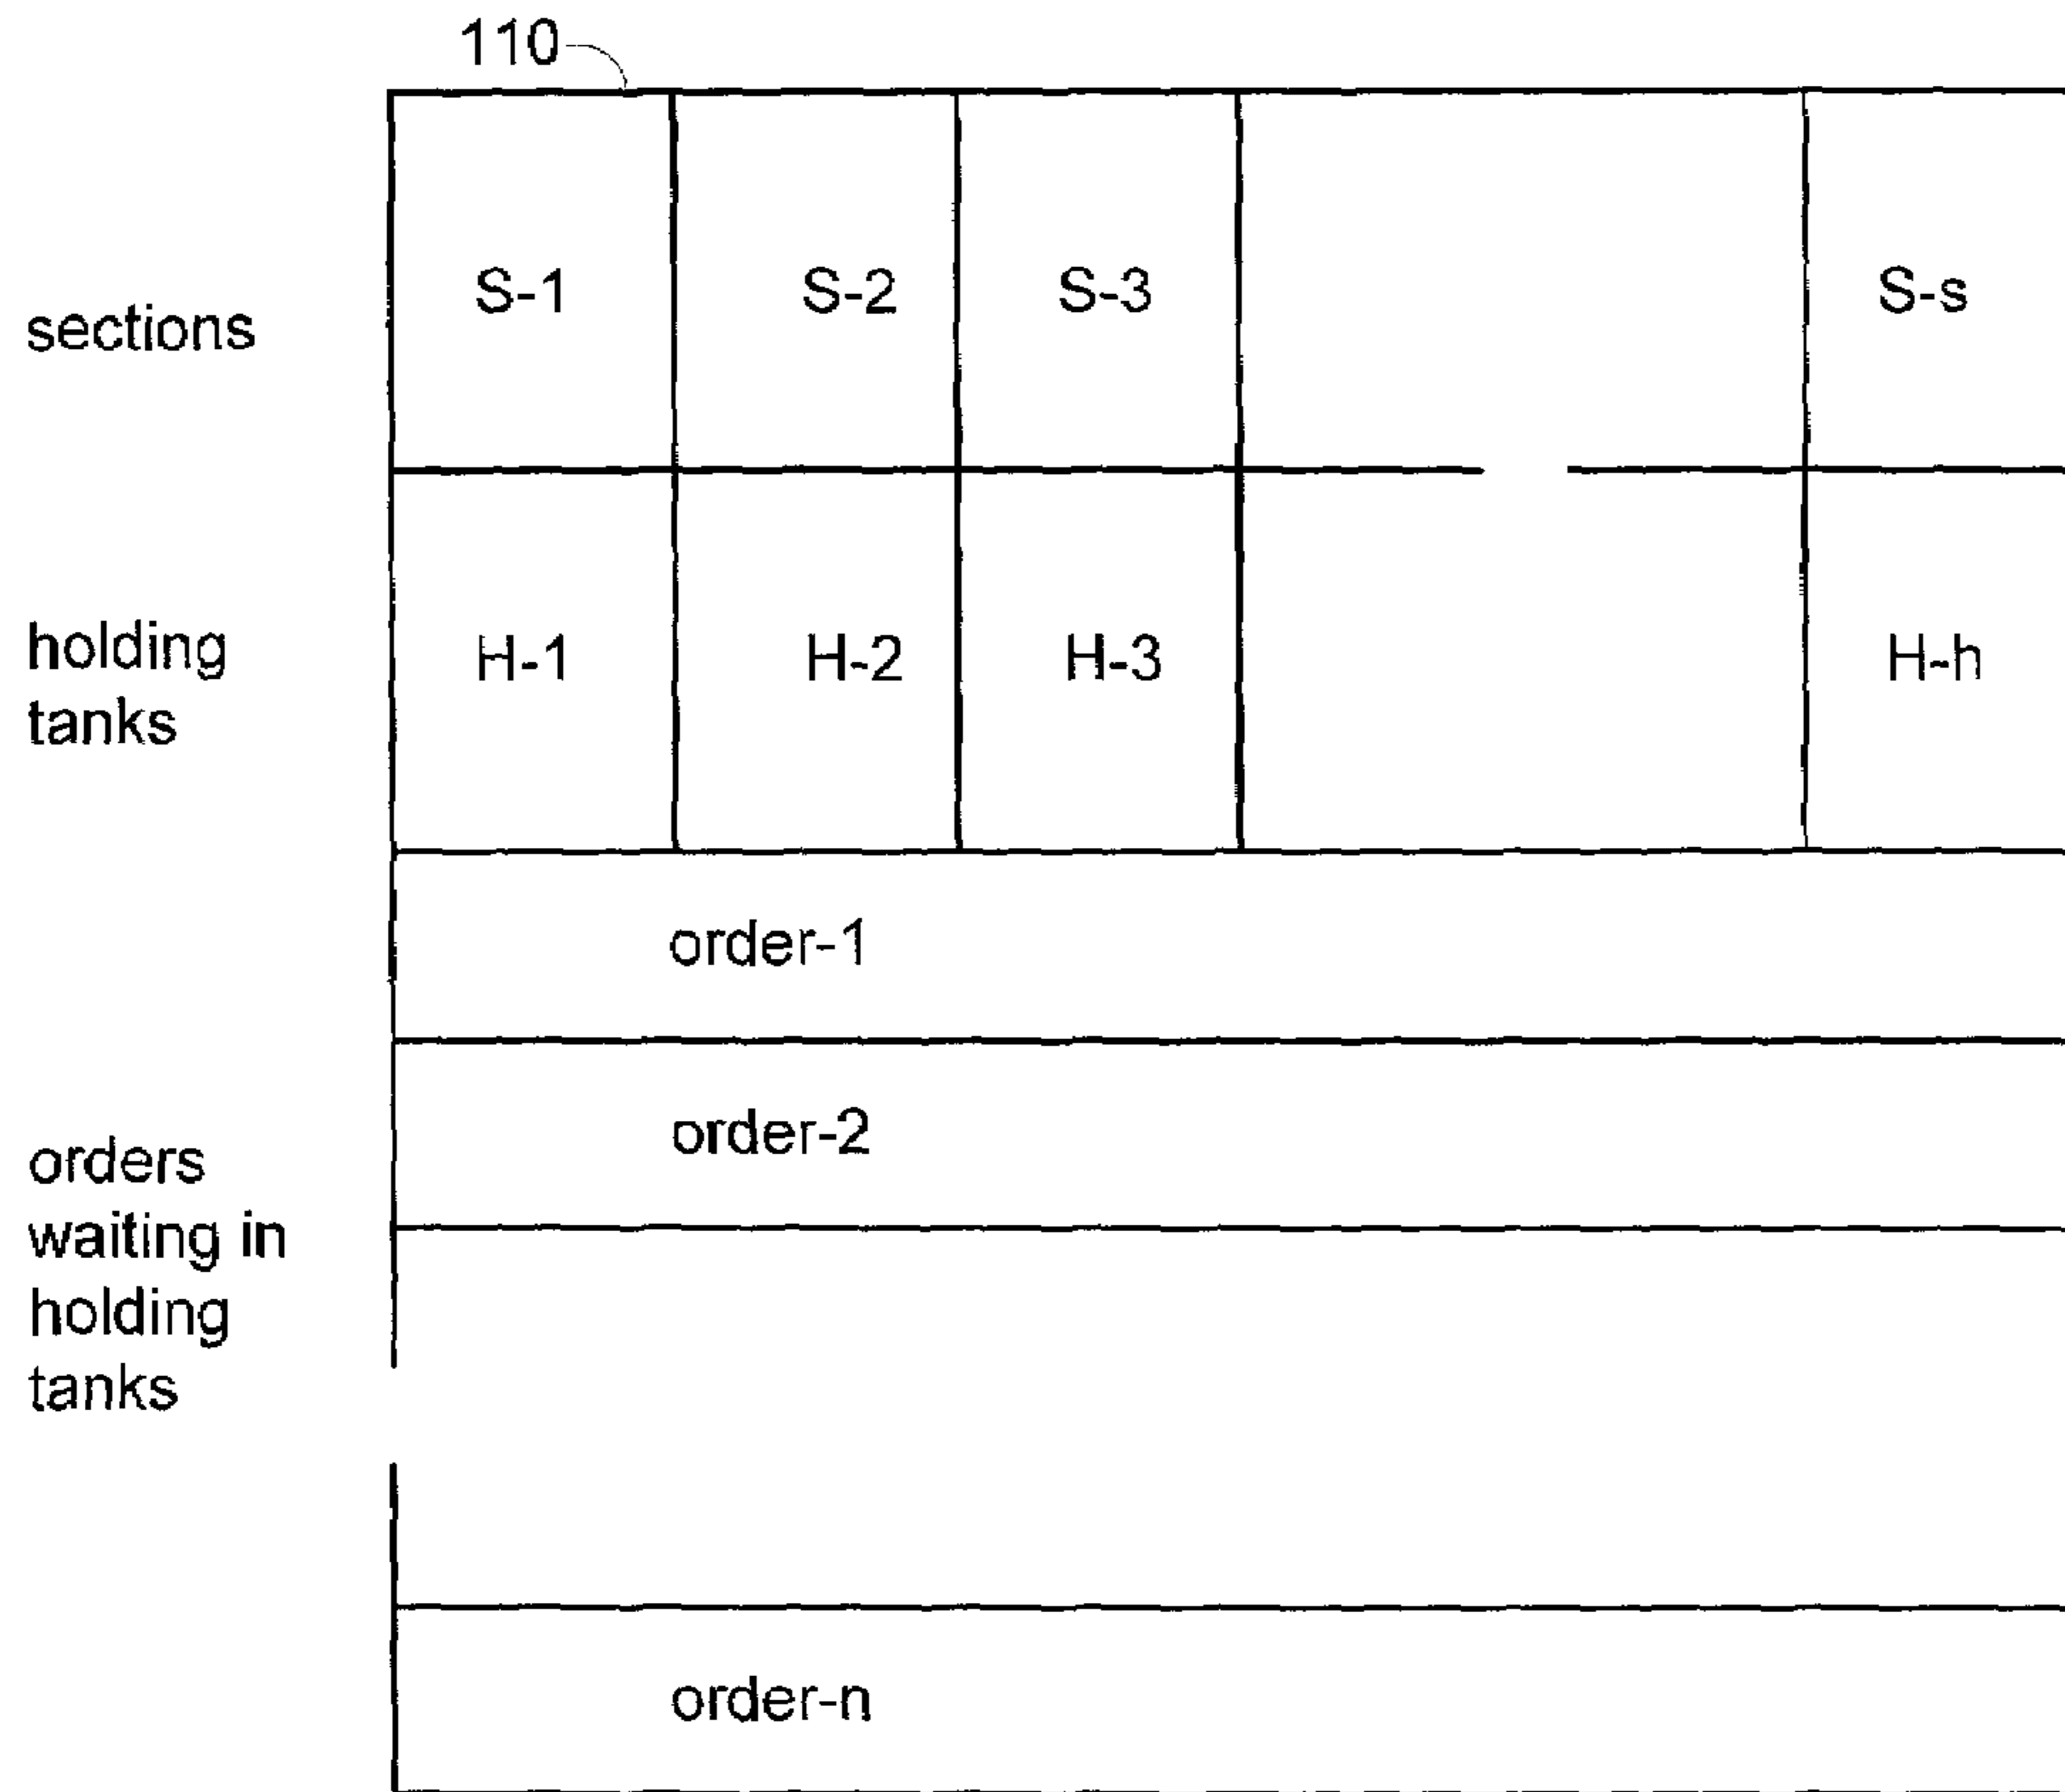 110
sections
S-1 S-2 S-3 S-s
holding
tanks
H-1 H-2 H-3 H-h
order-1
order-2
orders
waiting in
holding
tanks
order-n